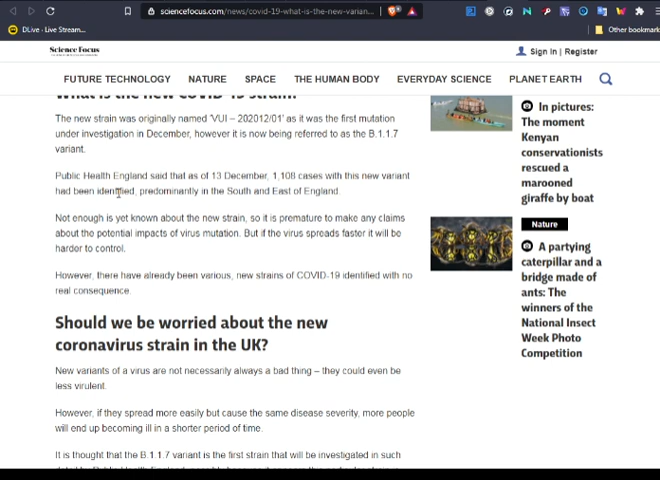 sciencefocus.com/news/covid-19-what-is-the-new-varian...
DLive - Live Stream...
Other bookmark
Science Focus
Sign in | Register
FUTURE TECHNOLOGY NATURE SPACE THE HUMAN BODY EVERYDAY SCIENCE PLANET EARTH
What is the new COVID-19 strain?
The new strain was originally named 'VUI – 202012/01' as it was the first mutation
under investigation in December, however it is now being referred to as the B.1.1.7
variant.
Public Health England said that as of 13 December, 1,108 cases with this new variant
had been identified, predominantly in the South and East of England.
Not enough is yet known about the new strain, so it is premature to make any claims
about the potential impacts of virus mutation. But if the virus spreads faster it will be
harder to control.
However, there have already been various, new strains of COVID-19 identified with no
real consequence.
Should we be worried about the new
coronavirus strain in the UK?
New variants of a virus are not necessarily always a bad thing – they could even be
less virulent.
However, if they spread more easily but cause the same disease severity, more people
will end up becoming ill in a shorter period of time.
It is thought that the B.1.1.7 variant is the first strain that will be investigated in such
In pictures:
The moment
Kenyan
conservationists
rescued a
marooned
giraffe by boat
Nature
A partying
caterpillar and a
bridge made of
ants: The
winners of the
National Insect
Week Photo
Competition